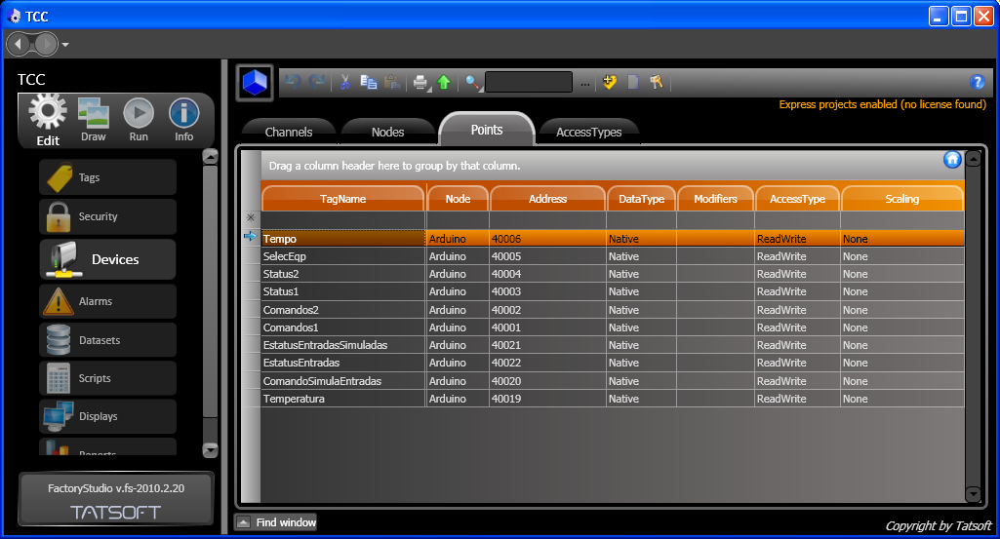 TCC
TCC
Edit
Draw
Run
Info
Tags
Security
Devices
Alarms
Datasets
Scripts
Displays
Reports
FactoryStudio v.fs-2010.2.20
TATSOFT
...
Express projects enabled (no license found)
Channels Nodes Points AccessTypes
Drag a column header here to group by that column.
TagName Node Address DataType Modifiers AccessType Scaling
Tempo Arduino 40006 Native ReadWrite None
SelecEqp Arduino 40005 Native ReadWrite None
Status2 Arduino 40004 Native ReadWrite None
Status1 Arduino 40003 Native ReadWrite None
Comandos2 Arduino 40002 Native ReadWrite None
Comandos1 Arduino 40001 Native ReadWrite None
EstatusEntradasSimuladas Arduino 40021 Native ReadWrite None
EstatusEntradas Arduino 40022 Native ReadWrite None
ComandoSimulaEntradas Arduino 40020 Native ReadWrite None
Temperatura Arduino 40019 Native ReadWrite None
Find window
Copyright by Tatsoft